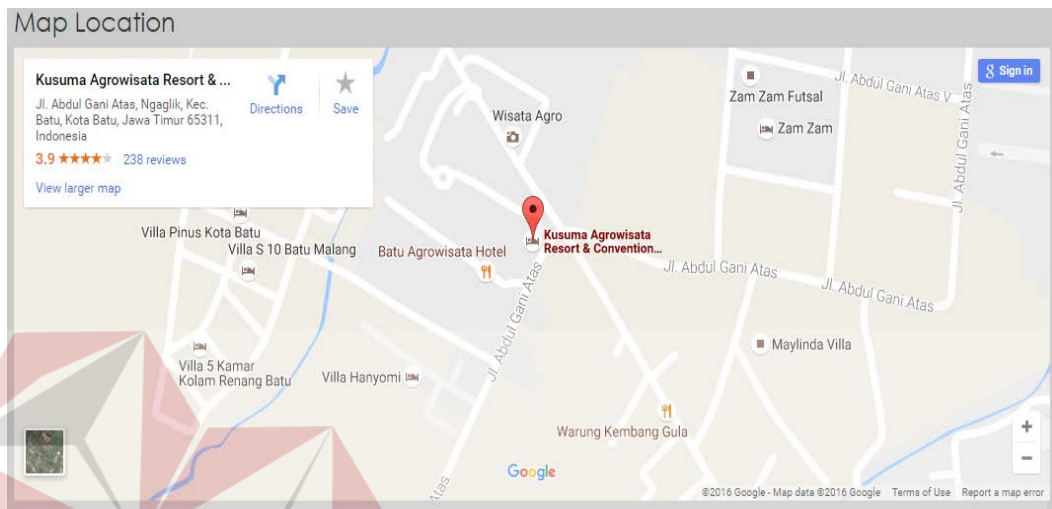 Map Location
Kusuma Agrowisata Resort & ...
Jl. Abdul Gani Atas, Ngaglik, Kec.
Batu, Kota Batu, Jawa Timur 65311,
Indonesia
3.9 238 reviews
View larger map
Directions
Save
8 Sign in
Wisata Agro
Zam Zam Futsal
Zam Zam
Jl. Abdul Gani Atas V
Jl. Abdul Gani Atas
Villa Pinus Kota Batu
Villa S 10 Batu Malang
Batu Agrowisata Hotel
Kusuma Agrowisata
Resort & Convention...
Jl. Abdul Gani Atas
Jl. Abdul Gani Atas
Jl. Abdul Gani Atas
Villa 5 Kamar
Kolam Renang Batu
Villa Hanyomi
Maylinda Villa
Warung Kembang Gula
Atas
Google
+
−
©2016 Google - Map data ©2016 Google Terms of Use Report a map error